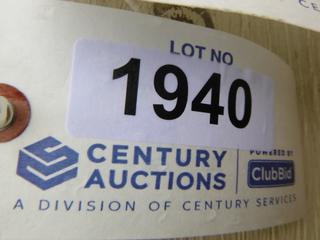 LOT NO
1940
CENTURY
AUCTIONS
POWERED BY
ClubBid
A DIVISION OF CENTURY SERVICES